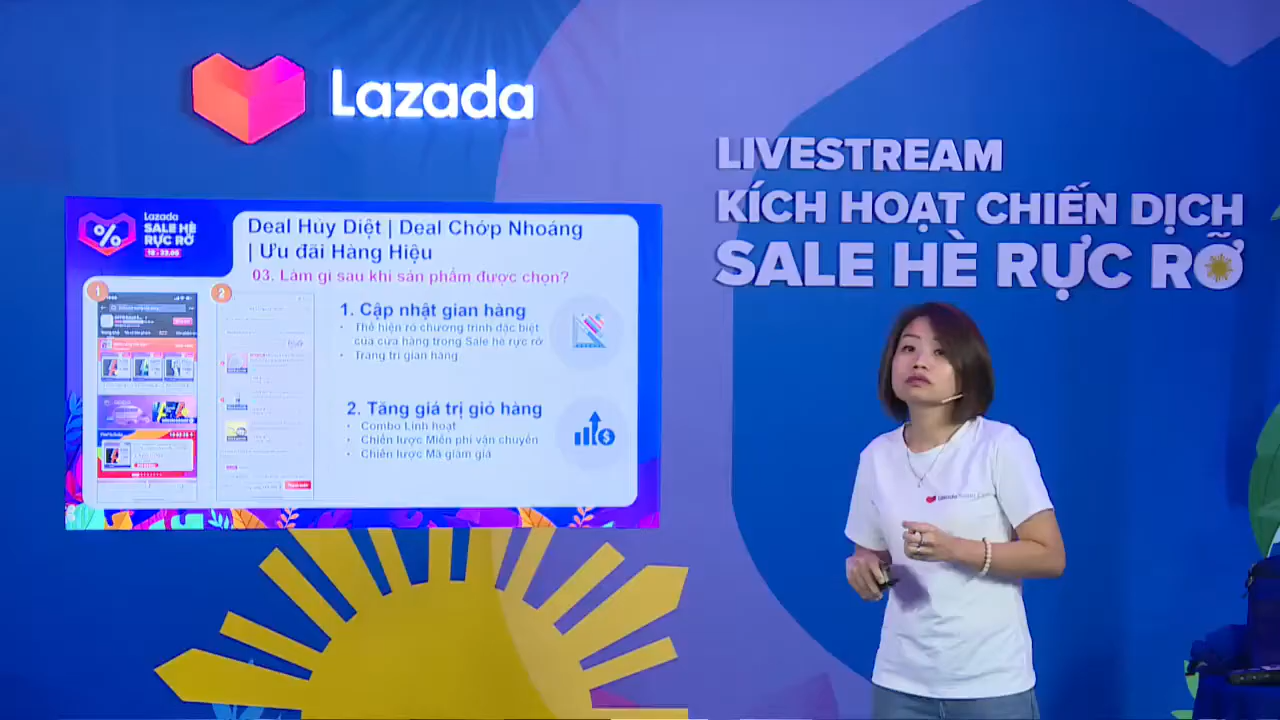 Lazada
LIVESTREAM
KÍCH HOẠT CHIẾN DỊCH
SALE HÈ RỰC RỠ
Lazada
SALE HÈ
RỰC RỠ
%
Deal Hủy Diệt | Deal Chớp Nhoáng
| Ưu đãi Hàng Hiệu
03. Làm gì sau khi sản phẩm được chọn?
1
2
1. Cập nhật gian hàng
• Thể hiện rõ chương trình đặc biệt
của cửa hàng trong Sale hè rực rỡ
• Trang trí gian hàng
2. Tăng giá trị giỏ hàng
• Combo Linh hoạt
• Chiến lược Miễn phí vận chuyển
• Chiến lược Mã giảm giá
Lazada